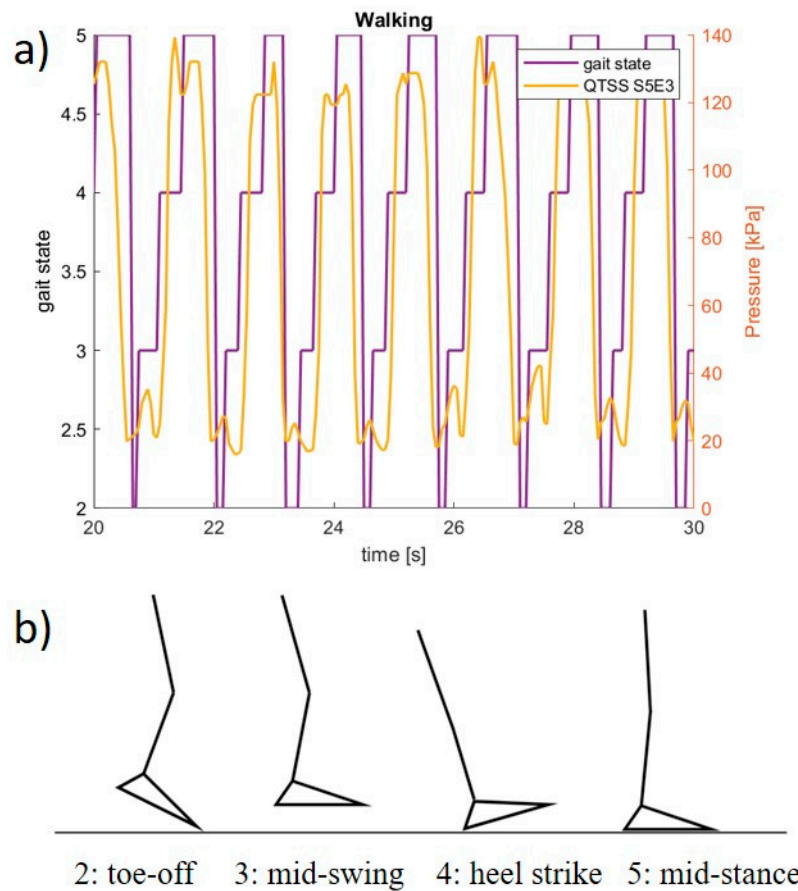 a)
Walking
gait state
QTSS S5E3
5
4.5
4
3.5
3
2.5
2
gait state
140
120
100
80
60
40
20
0
Pressure [kPa]
20
22
24
26
28
30
time [s]
b)
2: toe-off
3: mid-swing
4: heel strike
5: mid-stance